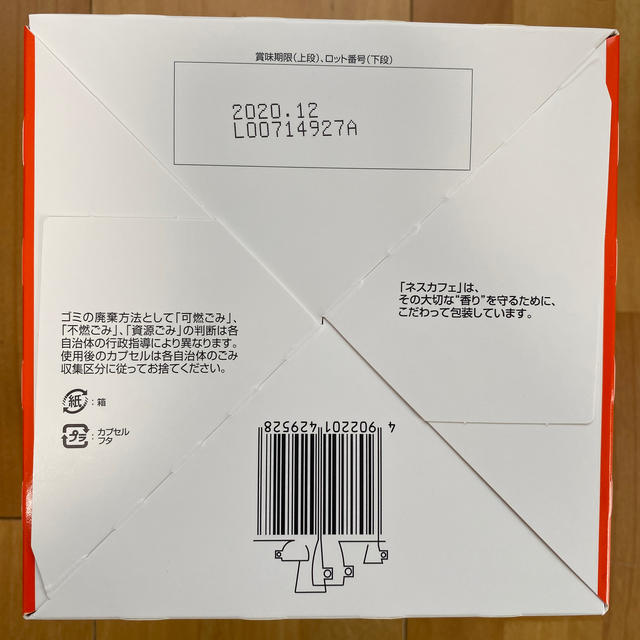 賞味期限(上段)、ロット番号(下段)
2020.12
L00714927A
「ネスカフェ」は、
その大切な"香り"を守るために、
こだわって包装しています。
ゴミの廃棄方法として「可燃ごみ」、
「不燃ごみ」、「資源ごみ」の判断は各
自治体の行政指導により異なります。
使用後のカプセルは各自治体のごみ
収集区分に従ってお捨てください。
紙 :箱
プラ :カプセル
フタ
4 902201 429528